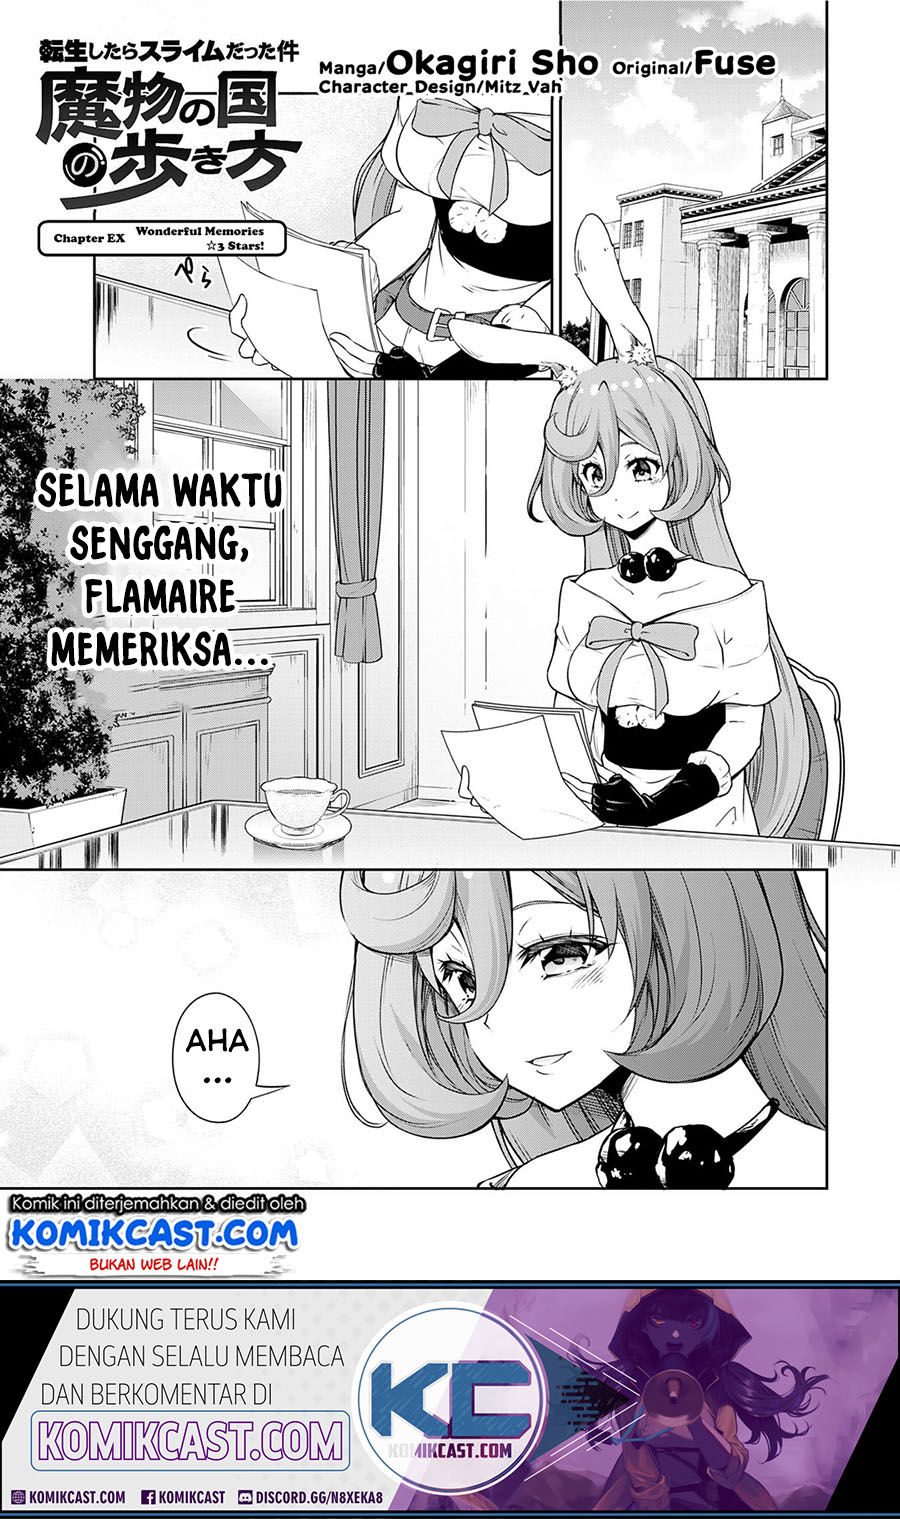 転生したらスライムだった件
魔物の国
の歩き方
Manga/Okagiri Sho Original/Fuse
Character Design/Mitz Vah
Chapter EX Wonderful Memories
☆3 Stars!
ぺら
SELAMA WAKTU
SENGGANG,
FLAMAIRE
MEMERIKSA...
AHA
...
Komik ini diterjemahkan & diedit oleh
KOMIKCAST.COM
BUKAN WEB LAIN!!
DUKUNG TERUS KAMI
DENGAN SELALU MEMBACA
DAN BERKOMENTAR DI
KOMIKCAST.COM
KC
KOMIKCAST.COM
KOMIKCAST.COM KOMIKCAST DISCORD.GG/N8XEKA8